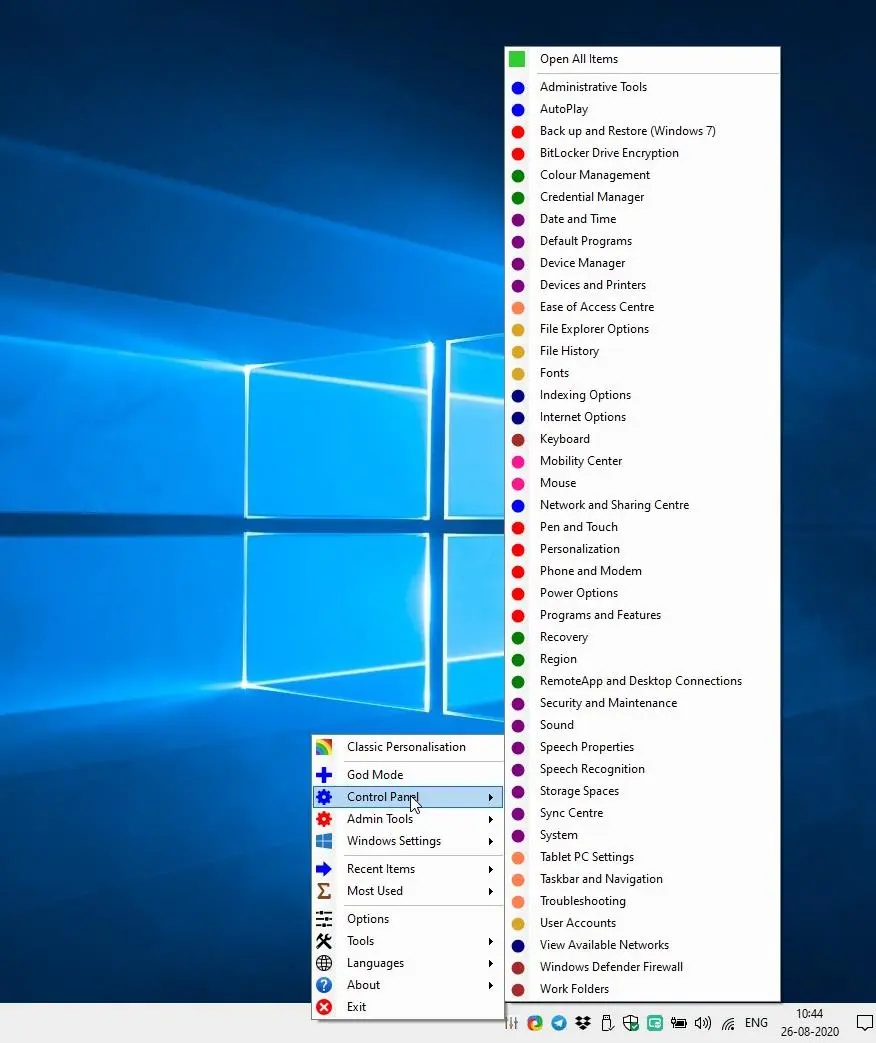 Open All Items
Administrative Tools
AutoPlay
Back up and Restore (Windows 7)
BitLocker Drive Encryption
Colour Management
Credential Manager
Date and Time
Default Programs
Device Manager
Devices and Printers
Ease of Access Centre
File Explorer Options
File History
Fonts
Indexing Options
Internet Options
Keyboard
Mobility Center
Mouse
Network and Sharing Centre
Pen and Touch
Personalization
Phone and Modem
Power Options
Programs and Features
Recovery
Region
RemoteApp and Desktop Connections
Security and Maintenance
Sound
Speech Properties
Speech Recognition
Storage Spaces
Sync Centre
System
Tablet PC Settings
Taskbar and Navigation
Troubleshooting
User Accounts
View Available Networks
Windows Defender Firewall
Work Folders
Classic Personalisation
God Mode
Control Panel
Admin Tools
Windows Settings
Recent Items
Most Used
Options
Tools
Languages
About
Exit
ENG
10:44
26-08-2020